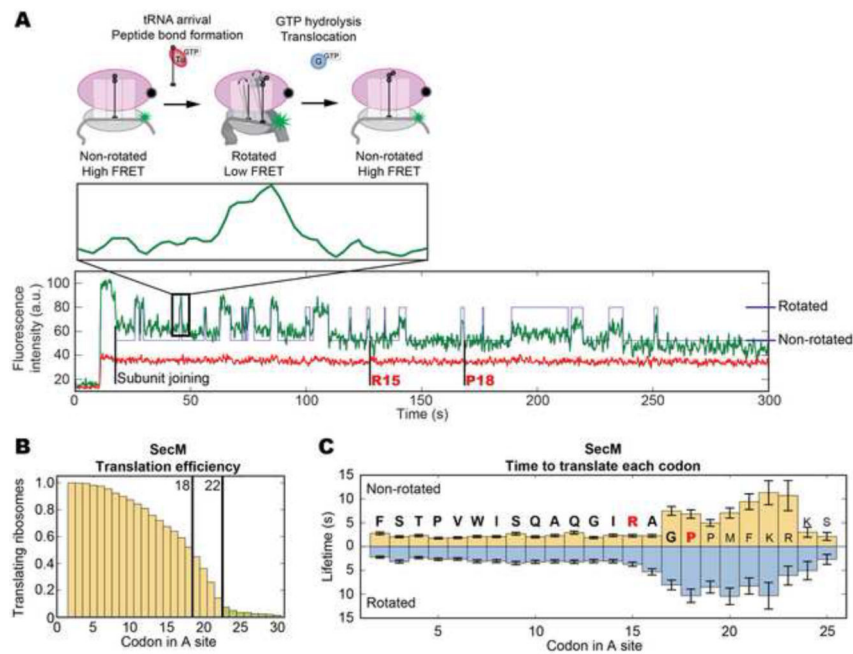 A
tRNA arrival
Peptide bond formation
GTP hydrolysis
Translocation
Tu
GTP
G
GTP
Non-rotated
High FRET
Rotated
Low FRET
Non-rotated
High FRET
Fluorescence
intensity (a.u.)
100
80
60
40
20
Rotated
Non-rotated
Subunit joining
R15
P18
0 50 100 150 200 250 300
Time (s)
B
SecM
Translation efficiency
Translating ribosomes
1.0
0.8
0.6
0.4
0.2
0
18 22
0 5 10 15 20 25 30
Codon in A site
C
SecM
Time to translate each codon
Lifetime (s)
15
10
5
0
5
10
15
Non-rotated
F S T P V W I S Q A Q G I R A
G P P M F K R K S
Rotated
5 10 15 20 25
Codon in A site